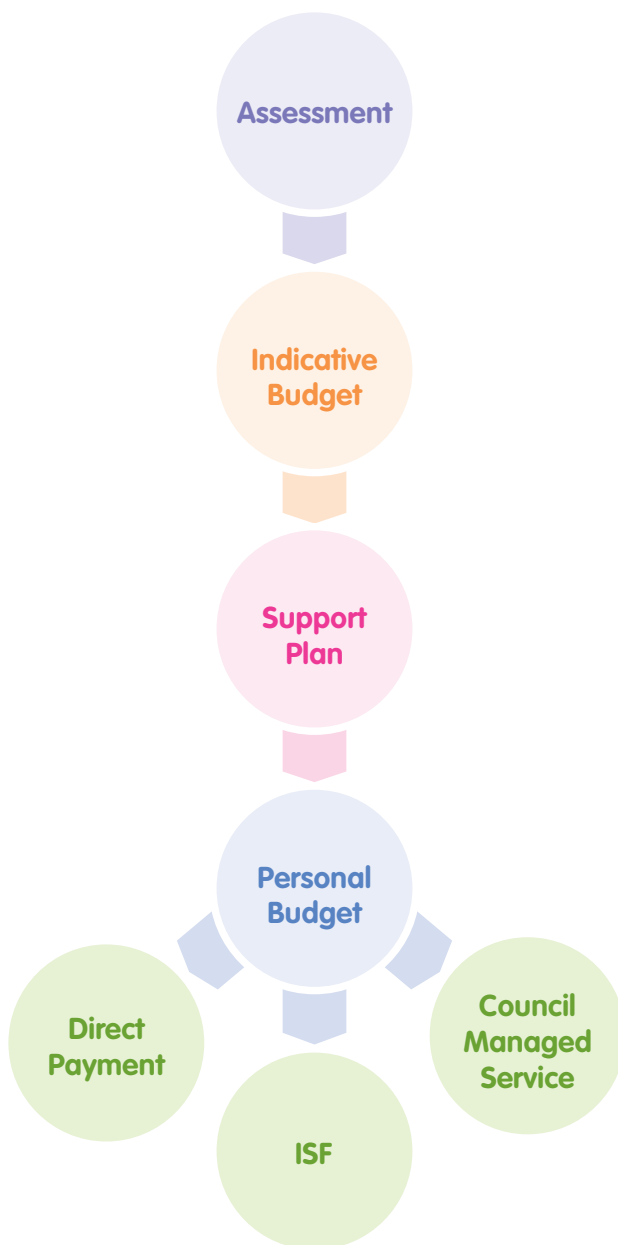 Assessment
Indicative
Budget
Support
Plan
Personal
Budget
Direct
Payment
ISF
Council
Managed
Service